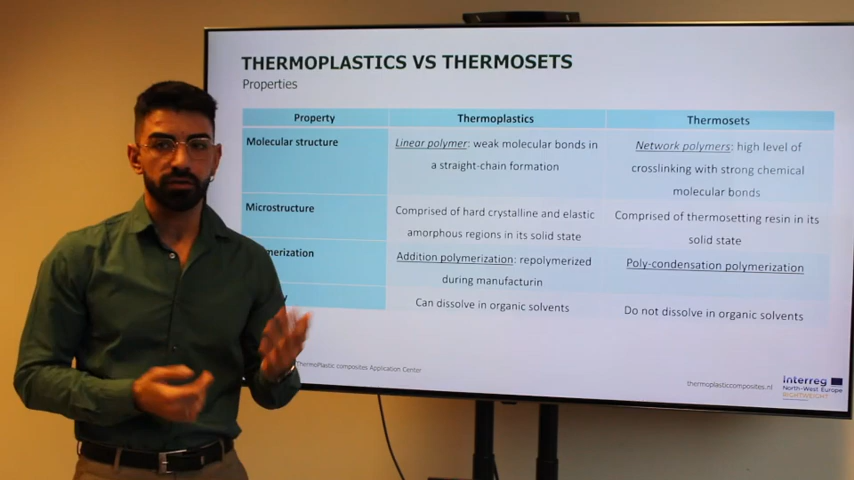 THERMOPLASTICS VS THERMOSETS
Properties
Property
Thermoplastics
Thermosets
Molecular structure
Linear polymer: weak molecular bonds in
a straight-chain formation
Network polymers: high level of
crosslinking with strong chemical
molecular bonds
Microstructure
Comprised of hard crystalline and elastic
amorphous regions in its solid state
Comprised of thermosetting resin in its
solid state
merization
Addition polymerization: repolymerized
during manufacturin
Poly-condensation polymerization
Can dissolve in organic solvents
Do not dissolve in organic solvents
ThermoPlastic composites Application Center
thermoplasticcomposites.nl
Interreg
North-West Europe
RIGHTWEIGHT